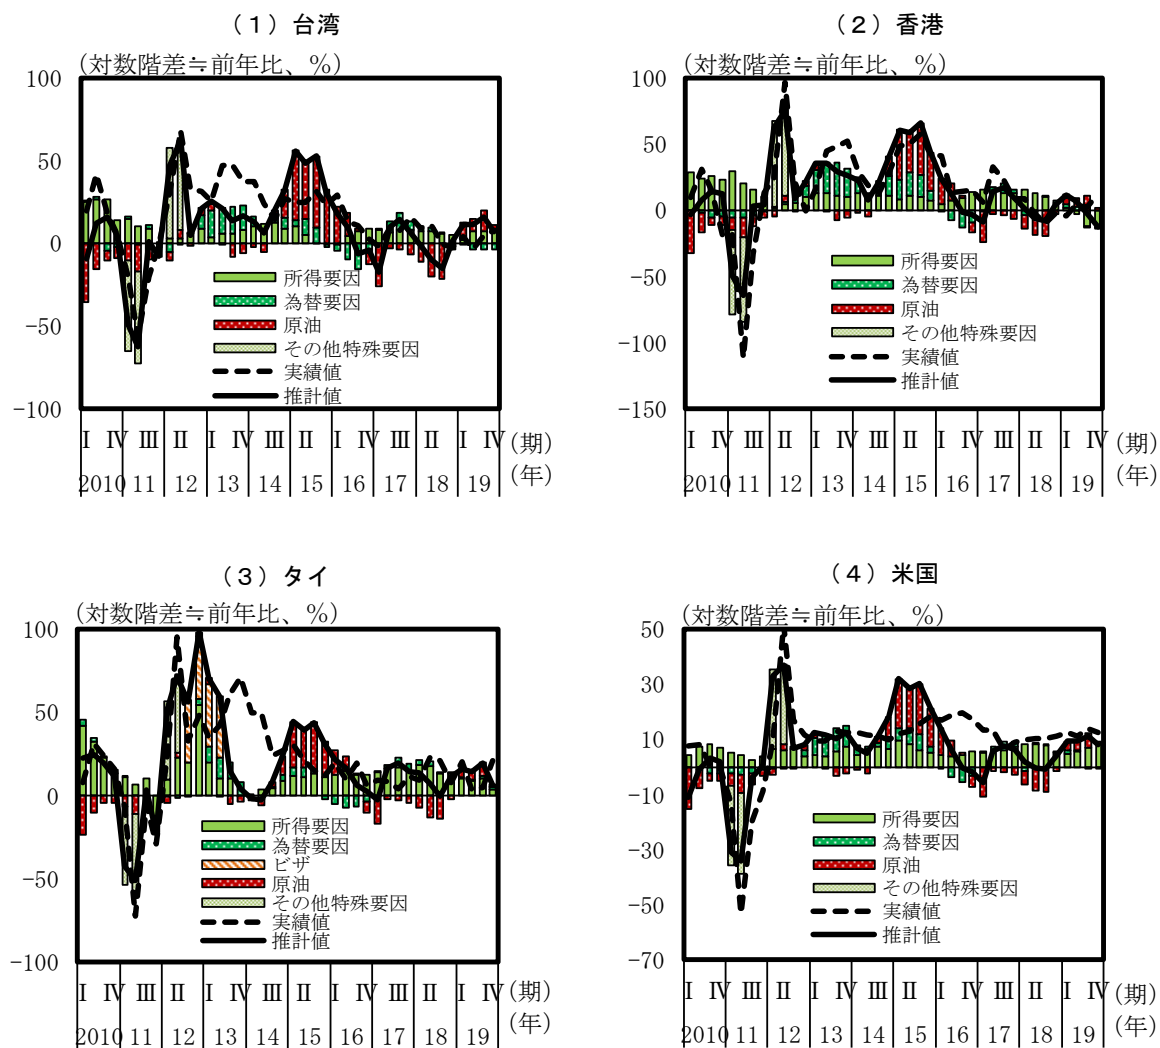 （１）台湾
(対数階差≒前年比、%)
100
50
0
−50
−100
所得要因
為替要因
原油
その他特殊要因
実績値
推計値
Ⅰ Ⅳ Ⅲ Ⅱ Ⅰ Ⅳ Ⅲ Ⅱ Ⅰ Ⅳ Ⅲ Ⅱ Ⅰ Ⅳ (期)
2010 11 12 13 14 15 16 17 18 19 (年)
（２）香港
(対数階差≒前年比、%)
100
50
0
−50
−100
−150
所得要因
為替要因
原油
その他特殊要因
実績値
推計値
Ⅰ Ⅳ Ⅲ Ⅱ Ⅰ Ⅳ Ⅲ Ⅱ Ⅰ Ⅳ Ⅲ Ⅱ Ⅰ Ⅳ (期)
2010 11 12 13 14 15 16 17 18 19 (年)
（３）タイ
(対数階差≒前年比、%)
100
50
0
−50
−100
所得要因
為替要因
ビザ
原油
その他特殊要因
実績値
推計値
Ⅰ Ⅳ Ⅲ Ⅱ Ⅰ Ⅳ Ⅲ Ⅱ Ⅰ Ⅳ Ⅲ Ⅱ Ⅰ Ⅳ (期)
2010 11 12 13 14 15 16 17 18 19 (年)
（４）米国
(対数階差≒前年比、%)
50
30
10
−10
−30
−50
−70
所得要因
為替要因
原油
その他特殊要因
実績値
推計値
Ⅰ Ⅳ Ⅲ Ⅱ Ⅰ Ⅳ Ⅲ Ⅱ Ⅰ Ⅳ Ⅲ Ⅱ Ⅰ Ⅳ (期)
2010 11 12 13 14 15 16 17 18 19 (年)